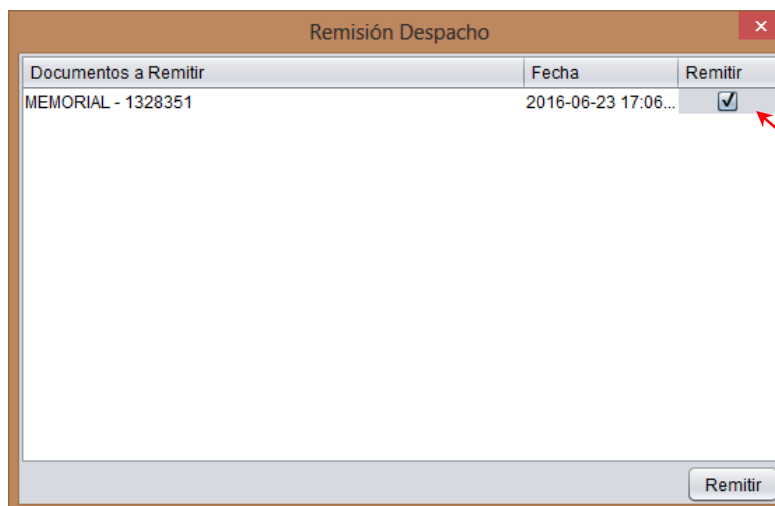 Remisión Despacho
Documentos a Remitir Fecha Remitir
MEMORIAL - 1328351 2016-06-23 17:06...
Remitir